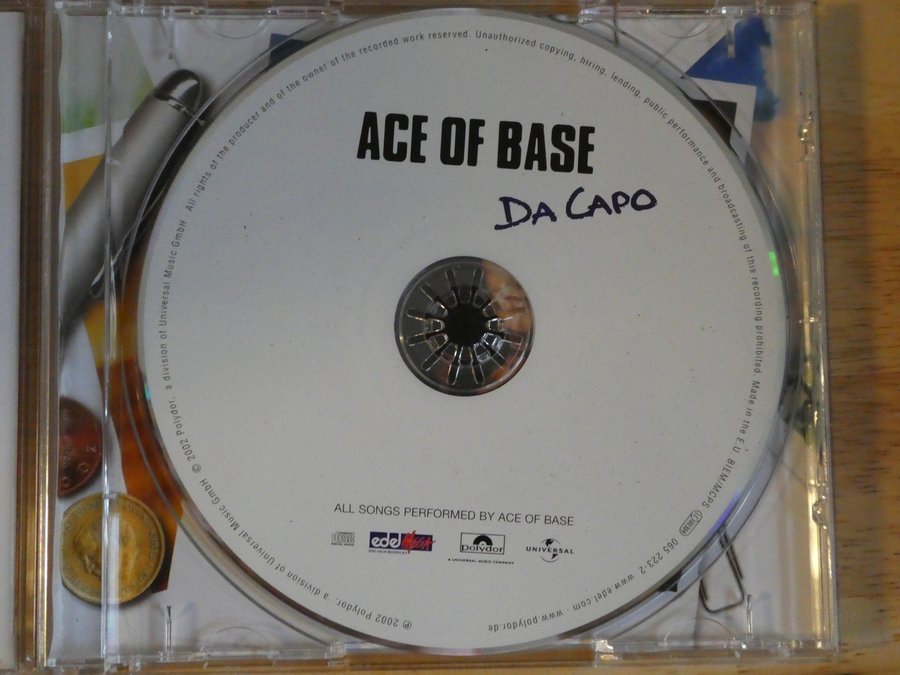 ACE OF BASE
DA CAPO
ALL SONGS PERFORMED BY ACE OF BASE
edel MEGA
polydor
A UNIVERSAL MUSIC COMPANY
UNIVERSAL
℗ 2002 Polydor, a division of Universal Music GmbH © 2002 Polydor, a division of Universal Music GmbH · All rights of the producer and of the owner of the recorded work reserved. Unauthorized copying, hiring, lending, public performance and broadcasting of this recording prohibited. Made in the E.U. BIEM/MCPS 065 223-2 www.edel.com · www.polydor.de